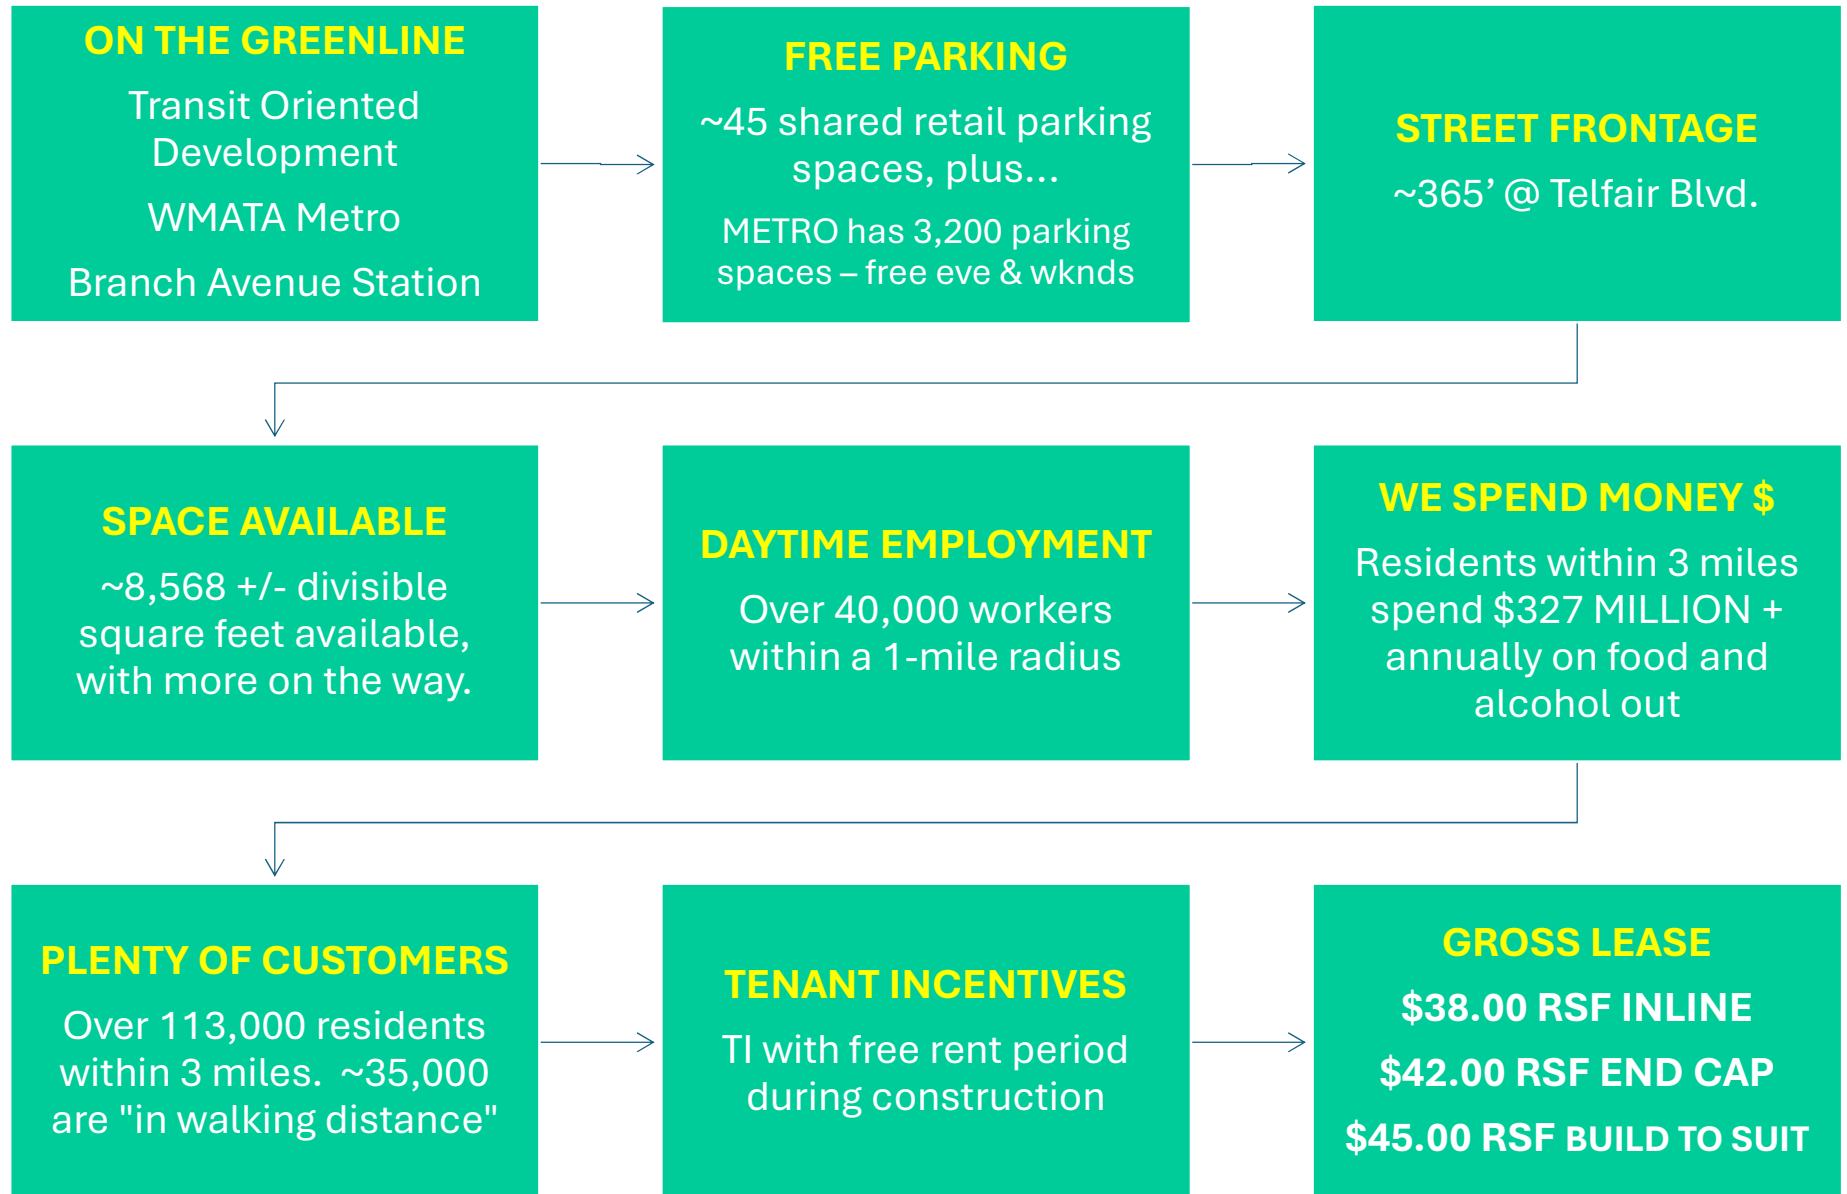 ON THE GREENLINE
Transit Oriented
Development
WMATA Metro
Branch Avenue Station
FREE PARKING
~45 shared retail parking
spaces, plus...
METRO has 3,200 parking
spaces – free eve & wknds
STREET FRONTAGE
~365’ @ Telfair Blvd.
SPACE AVAILABLE
~8,568 +/- divisible
square feet available,
with more on the way.
DAYTIME EMPLOYMENT
Over 40,000 workers
within a 1-mile radius
WE SPEND MONEY $
Residents within 3 miles
spend $327 MILLION +
annually on food and
alcohol out
PLENTY OF CUSTOMERS
Over 113,000 residents
within 3 miles.  ~35,000
are "in walking distance"
TENANT INCENTIVES
TI with free rent period
during construction
GROSS LEASE
$38.00 RSF INLINE
$42.00 RSF END CAP
$45.00 RSF BUILD TO SUIT